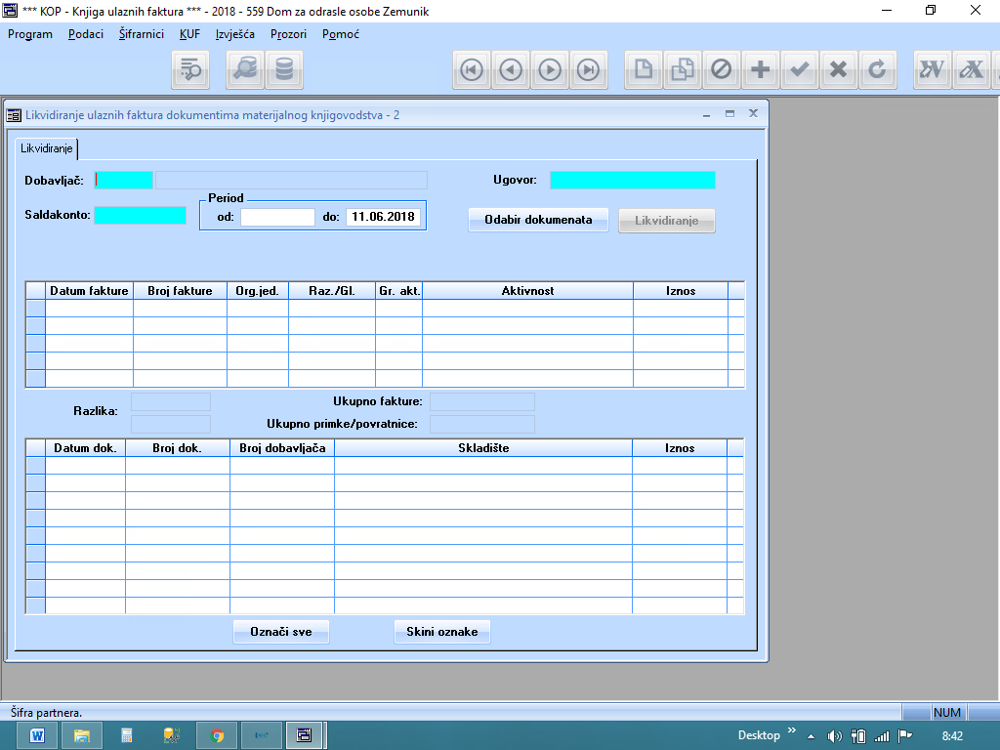 *** KOP - Knjiga ulaznih faktura *** - 2018 - 559 Dom za odrasle osobe Zemunik
Program Podaci Šifrarnici KUF Izvješća Prozori Pomoć
Likvidiranje ulaznih faktura dokumentima materijalnog knjigovodstva - 2
Likvidiranje
Dobavljač: Ugovor:
Saldakonto: Period od: do: 11.06.2018 Odabir dokumenata Likvidiranje
Datum fakture Broj fakture Org.jed. Raz./Gl. Gr. akt. Aktivnost Iznos
Razlika: Ukupno fakture:
Ukupno primke/povratnice:
Datum dok. Broj dok. Broj dobavljača Skladište Iznos
Označi sve Skini oznake
Šifra partnera. NUM
Desktop 8:42